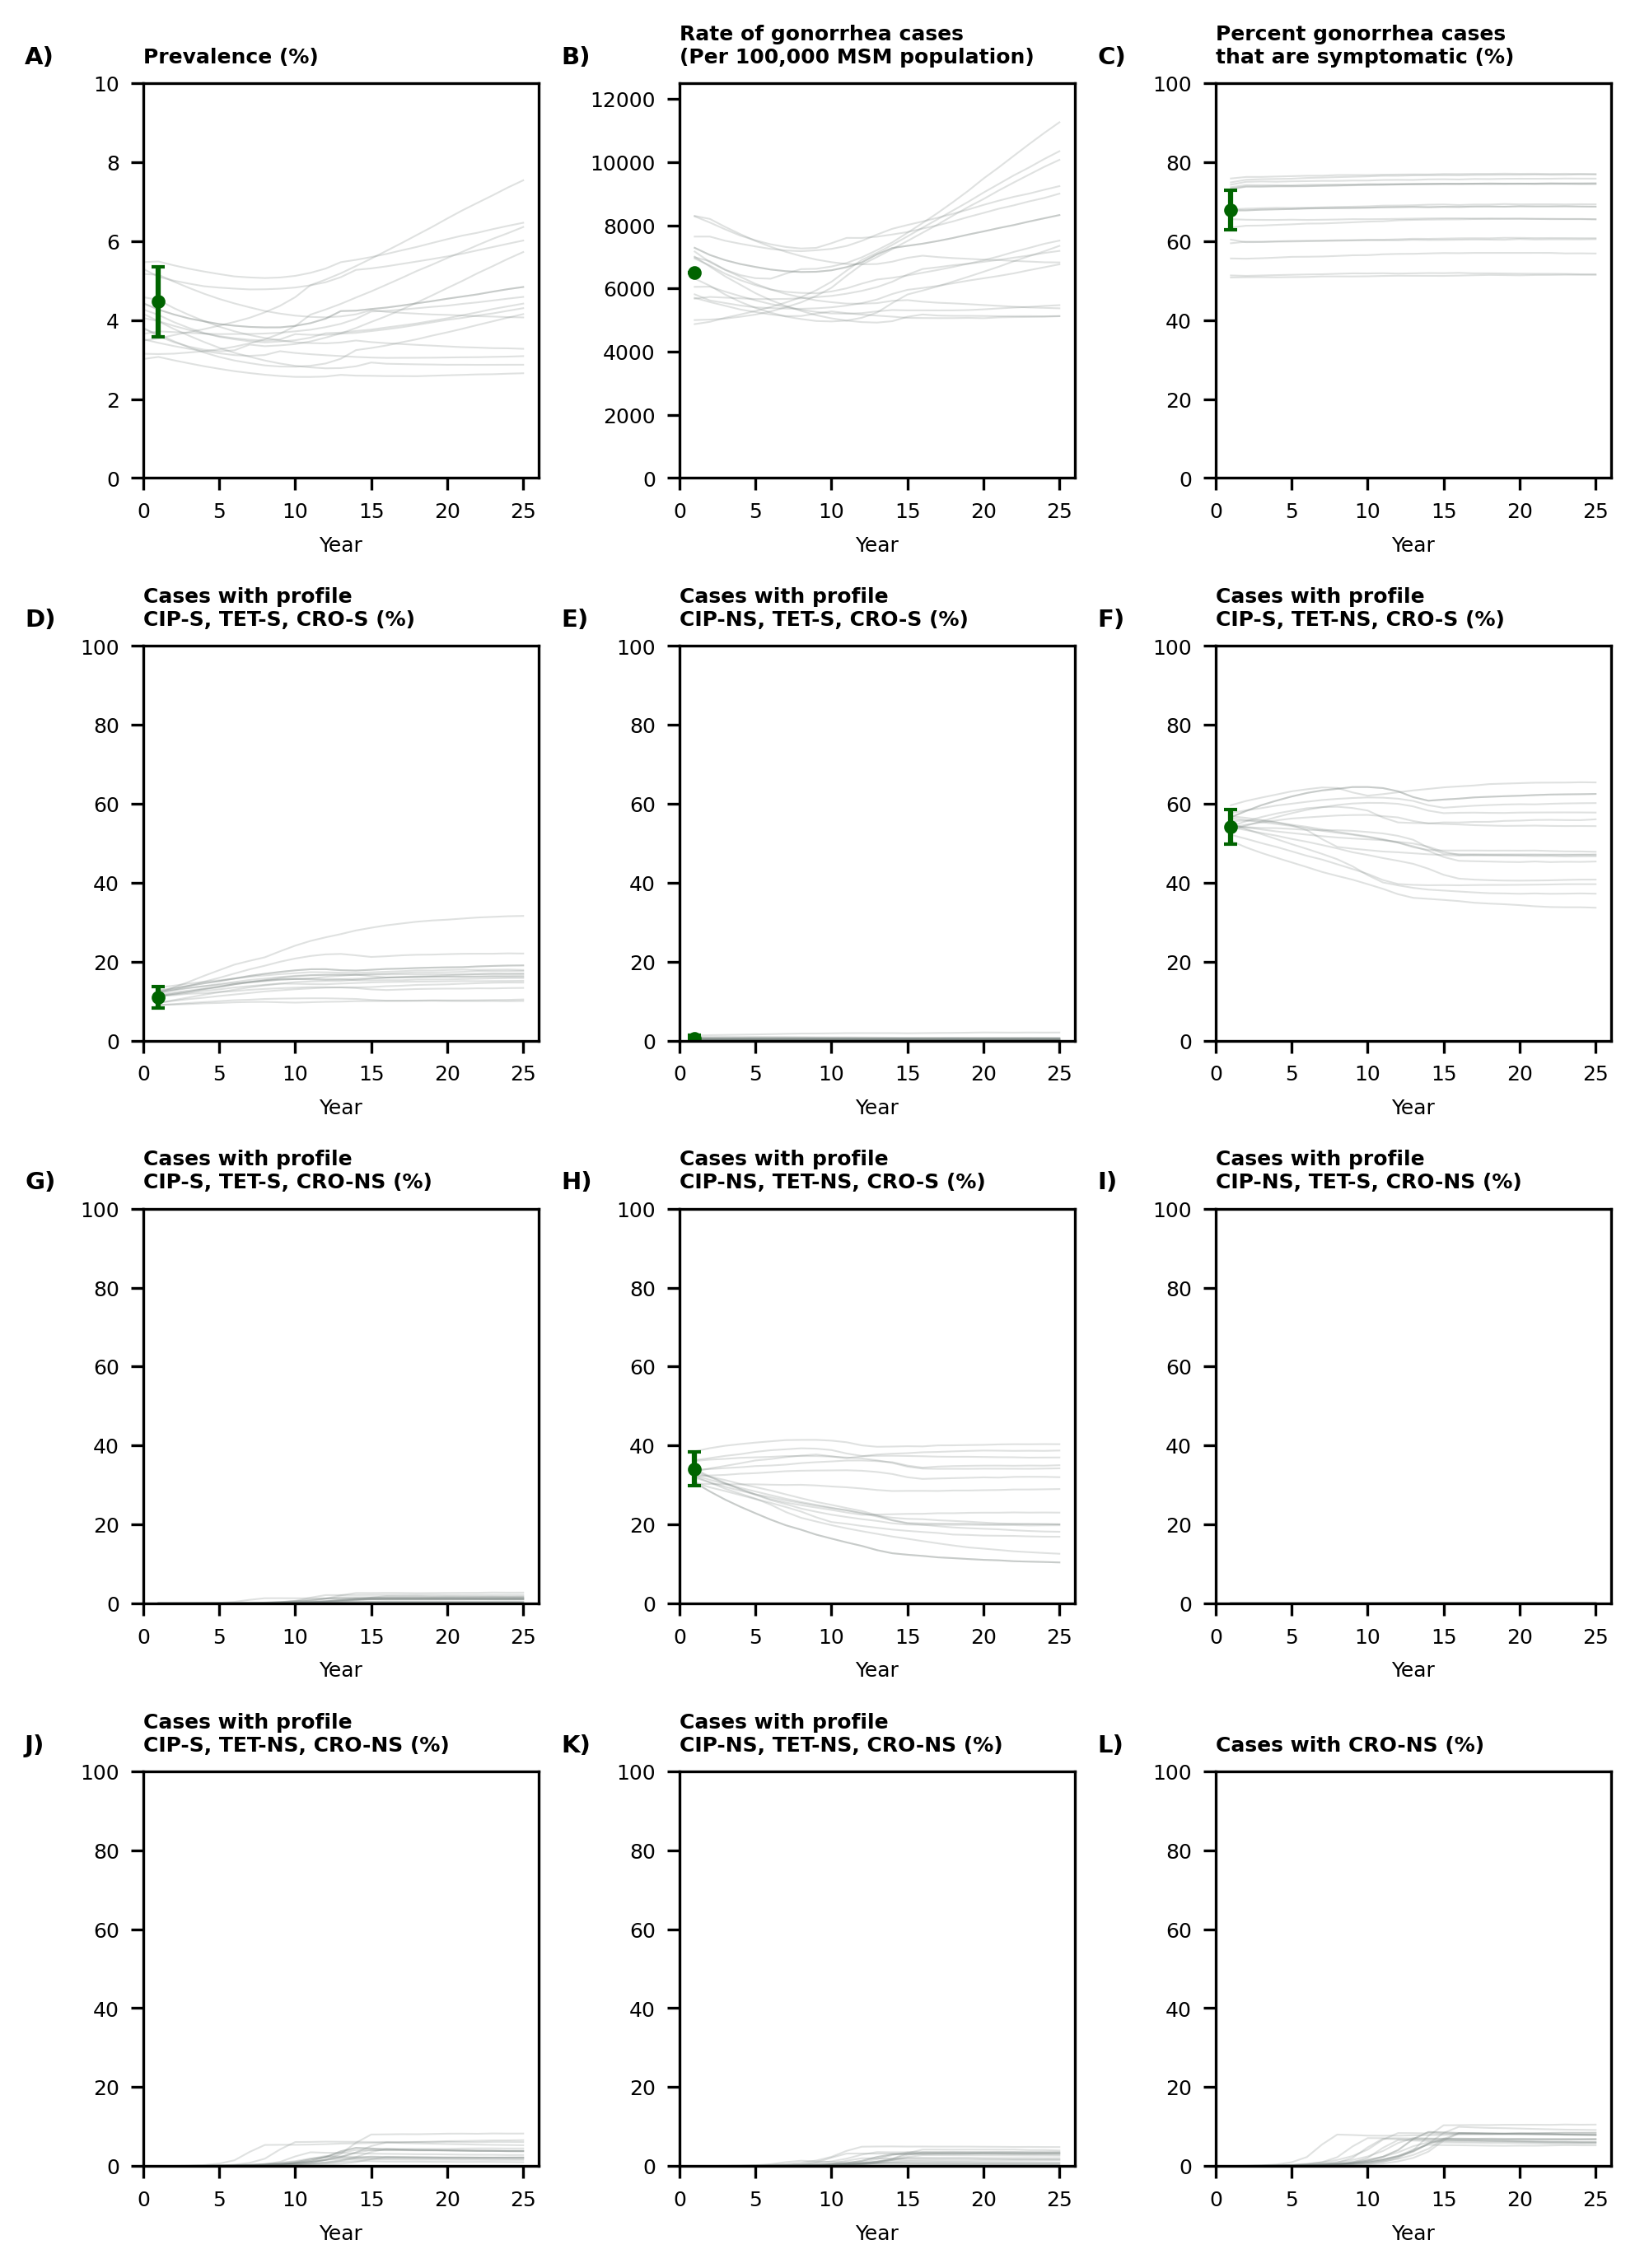 A)
Prevalence (%)
10
8
6
4
2
0
0 5 10 15 20 25
Year
B)
Rate of gonorrhea cases
(Per 100,000 MSM population)
12000
10000
8000
6000
4000
2000
0
0 5 10 15 20 25
Year
C)
Percent gonorrhea cases
that are symptomatic (%)
100
80
60
40
20
0
0 5 10 15 20 25
Year
D)
Cases with profile
CIP-S, TET-S, CRO-S (%)
100
80
60
40
20
0
0 5 10 15 20 25
Year
E)
Cases with profile
CIP-NS, TET-S, CRO-S (%)
100
80
60
40
20
0
0 5 10 15 20 25
Year
F)
Cases with profile
CIP-S, TET-NS, CRO-S (%)
100
80
60
40
20
0
0 5 10 15 20 25
Year
G)
Cases with profile
CIP-S, TET-S, CRO-NS (%)
100
80
60
40
20
0
0 5 10 15 20 25
Year
H)
Cases with profile
CIP-NS, TET-NS, CRO-S (%)
100
80
60
40
20
0
0 5 10 15 20 25
Year
I)
Cases with profile
CIP-NS, TET-S, CRO-NS (%)
100
80
60
40
20
0
0 5 10 15 20 25
Year
J)
Cases with profile
CIP-S, TET-NS, CRO-NS (%)
100
80
60
40
20
0
0 5 10 15 20 25
Year
K)
Cases with profile
CIP-NS, TET-NS, CRO-NS (%)
100
80
60
40
20
0
0 5 10 15 20 25
Year
L)
Cases with CRO-NS (%)
100
80
60
40
20
0
0 5 10 15 20 25
Year